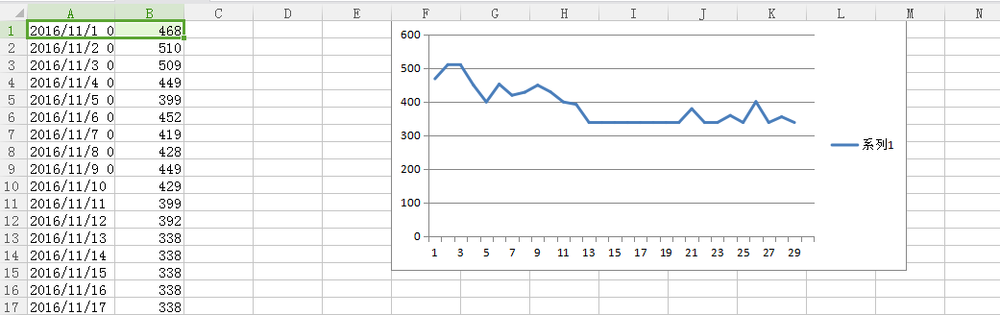 A B C D E F G H I J K L M N
1 2016/11/1 0 468
2 2016/11/2 0 510
3 2016/11/3 0 509
4 2016/11/4 0 449
5 2016/11/5 0 399
6 2016/11/6 0 452
7 2016/11/7 0 419
8 2016/11/8 0 428
9 2016/11/9 0 449
10 2016/11/10 429
11 2016/11/11 399
12 2016/11/12 392
13 2016/11/13 338
14 2016/11/14 338
15 2016/11/15 338
16 2016/11/16 338
17 2016/11/17 338
600
500
400
300
200
100
0
1 3 5 7 9 11 13 15 17 19 21 23 25 27 29
系列1